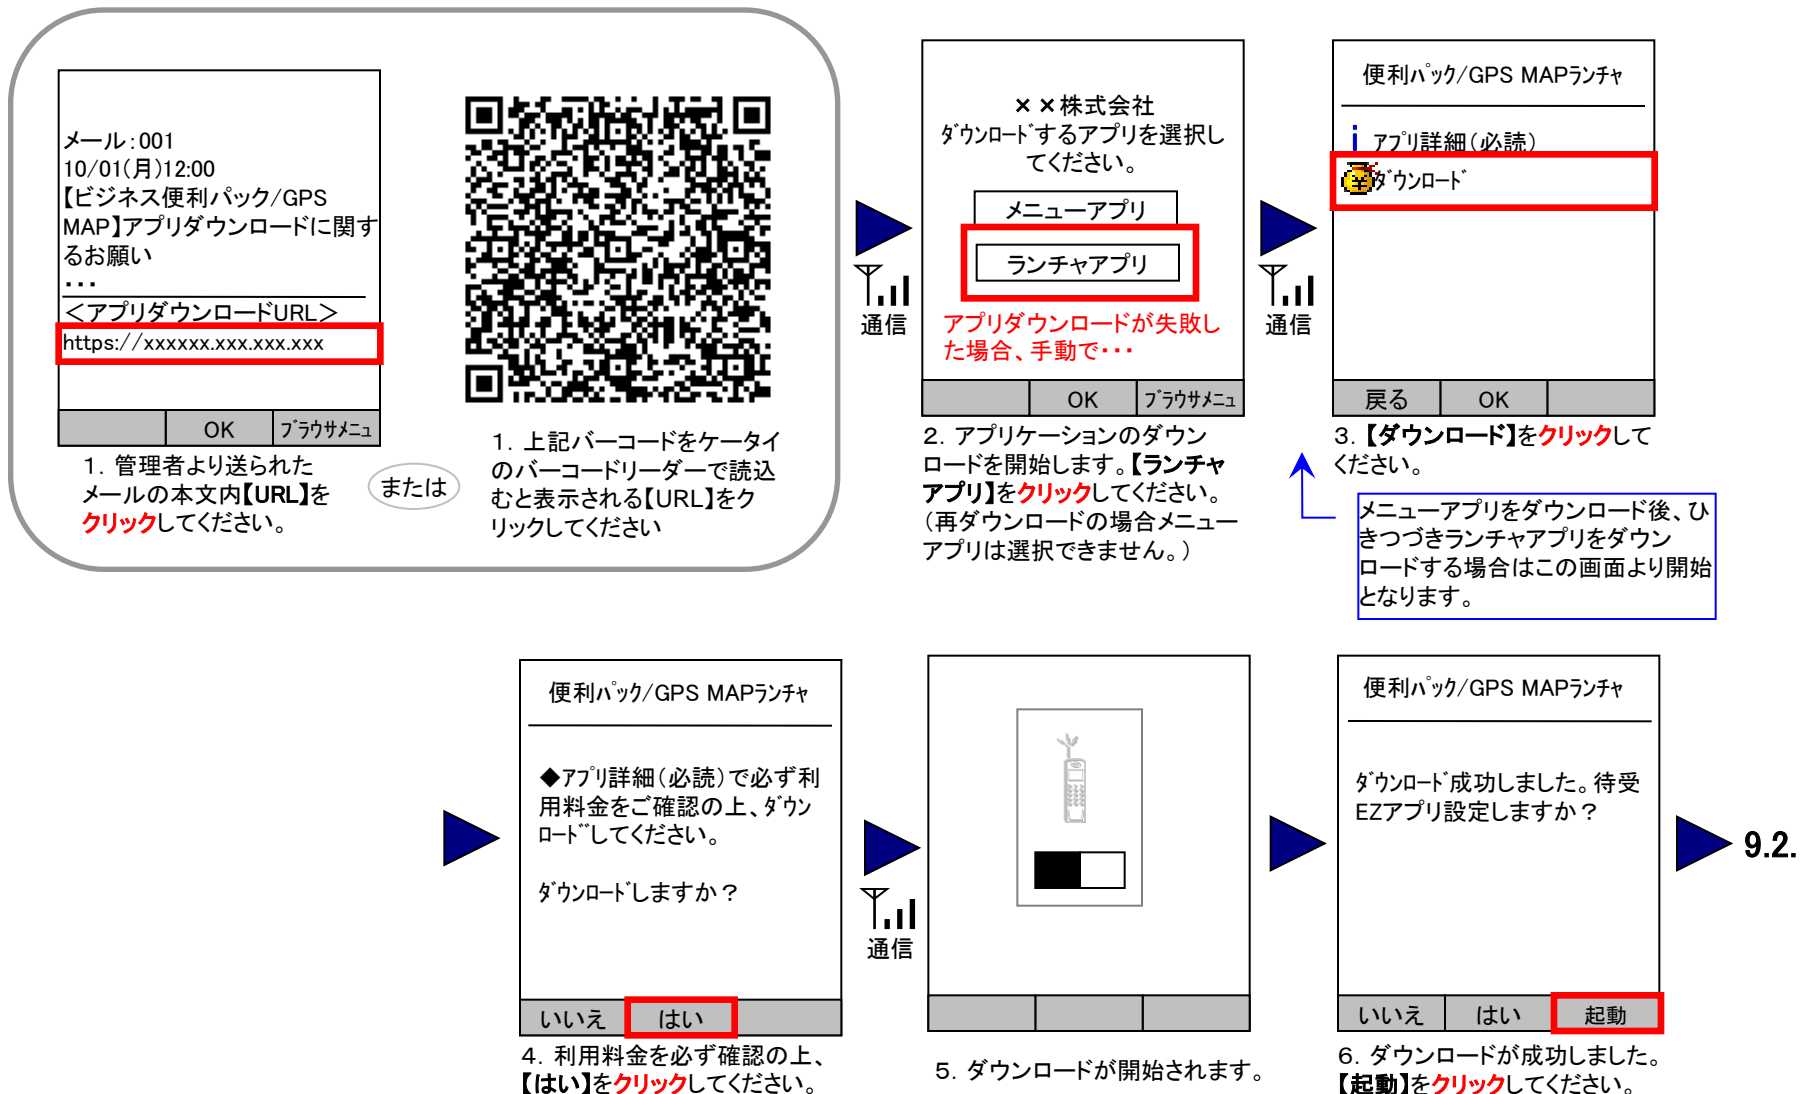 メール：001
10/01(月)12:00
【ビジネス便利パック/GPS
MAP】アプリダウンロードに関す
るお願い
・・・
＜アプリダウンロードURL＞
https://xxxxxx.xxx.xxx.xxx
OK
ﾌﾞﾗｳｻﾒﾆｭ
１．管理者より送られた
メールの本文内【URL】を
クリックしてください。
または
１．上記バーコードをケータイ
のバーコードリーダーで読込
むと表示される【URL】をク
リックしてください
通信
××株式会社
ﾀﾞｳﾝﾛｰﾄﾞするアプリを選択し
てください。
メニューアプリ
ランチャアプリ
アプリダウンロードが失敗し
た場合、手動で・・・
OK
ﾌﾞﾗｳｻﾒﾆｭ
２．アプリケーションのダウン
ロードを開始します。【ランチャ
アプリ】をクリックしてください。
（再ダウンロードの場合メニュー
アプリは選択できません。）
通信
便利ﾊﾟｯｸ/GPS MAPﾗﾝﾁｬ
i ｱﾌﾟﾘ詳細（必読）
ﾀﾞｳﾝﾛｰﾄﾞ
戻る
OK
３．【ダウンロード】をクリックして
ください。
メニューアプリをダウンロード後、ひ
きつづきランチャアプリをダウン
ロードする場合はこの画面より開始
となります。
便利ﾊﾟｯｸ/GPS MAPﾗﾝﾁｬ
◆ｱﾌﾟﾘ詳細（必読）で必ず利
用料金をご確認の上、ﾀﾞｳﾝ
ﾛｰﾄﾞしてください。
ﾀﾞｳﾝﾛｰﾄﾞしますか？
いいえ
はい
４．利用料金を必ず確認の上、
【はい】をクリックしてください。
通信
５．ダウンロードが開始されます。
便利ﾊﾟｯｸ/GPS MAPﾗﾝﾁｬ
ﾀﾞｳﾝﾛｰﾄﾞ成功しました。待受
EZアプリ設定しますか？
いいえ
はい
起動
６．ダウンロードが成功しました。
【起動】をクリックしてください。
9.2.